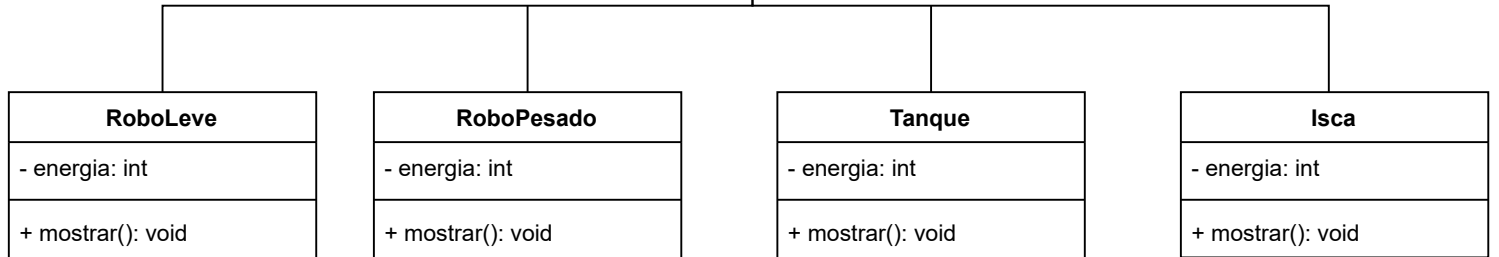 RoboLeve
- energia: int
+ mostrar(): void
RoboPesado
- energia: int
+ mostrar(): void
Tanque
- energia: int
+ mostrar(): void
Isca
- energia: int
+ mostrar(): void